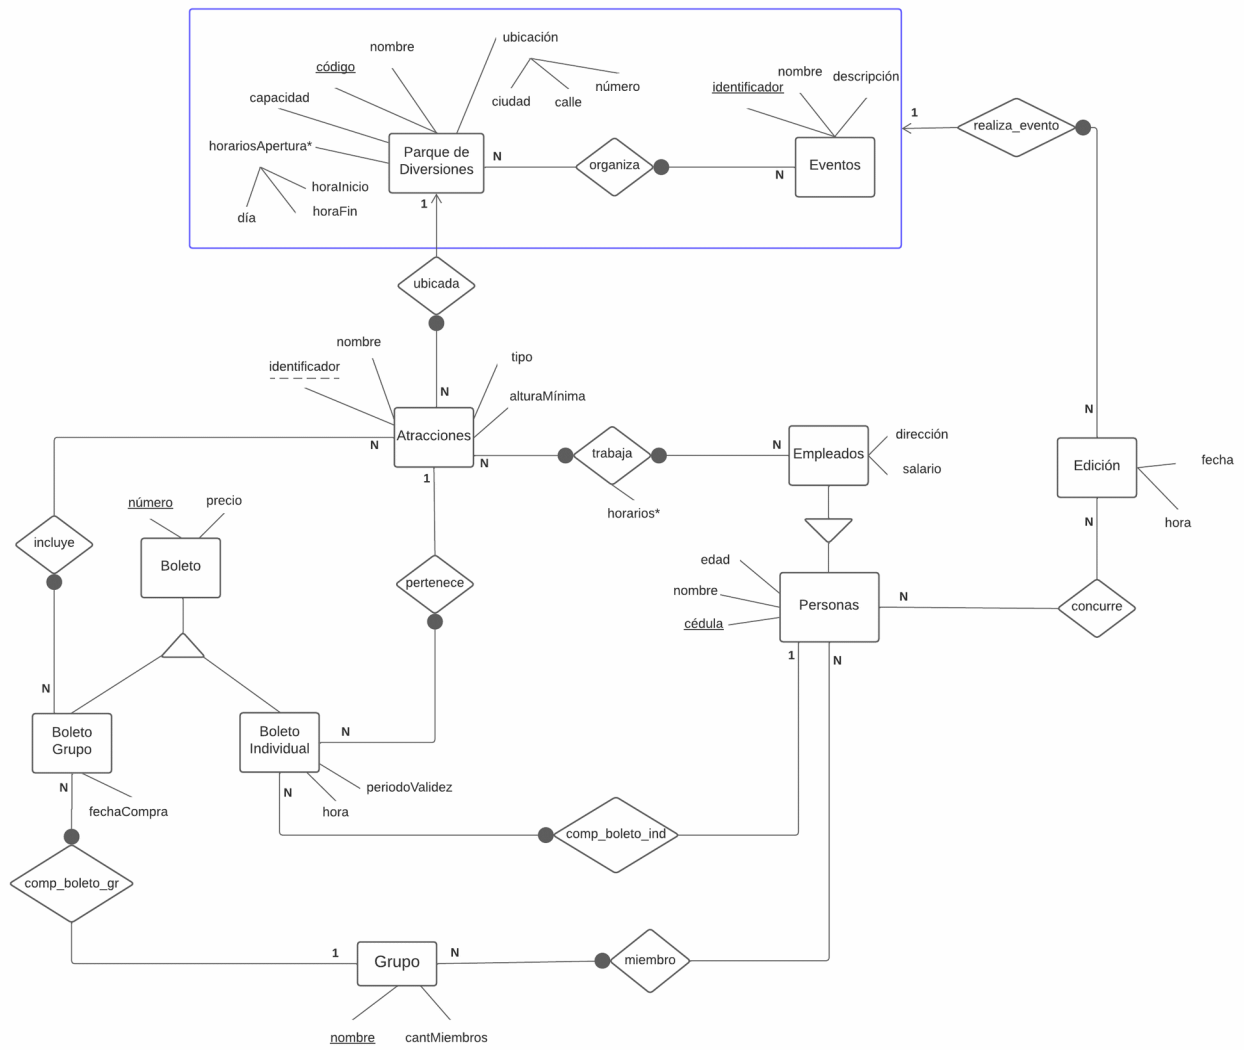 ubicación
nombre
código
ciudad
calle
número
capacidad
horariosApertura*
horaInicio
horaFin
día
Parque de
Diversiones
N
organiza
N
nombre
descripción
identificador
Eventos
1
realiza_evento
1
ubicada
nombre
identificador
tipo
alturaMínima
N
Atracciones
N
N
1
trabaja
horarios*
N
Empleados
dirección
salario
N
Edición
fecha
hora
N
número
precio
Boleto
incluye
pertenece
edad
nombre
cédula
Personas
N
concurre
1
N
N
Boleto
Grupo
N
fechaCompra
Boleto
Individual
N
N
periodoValidez
hora
comp_boleto_ind
comp_boleto_gr
1
Grupo
N
miembro
nombre
cantMiembros